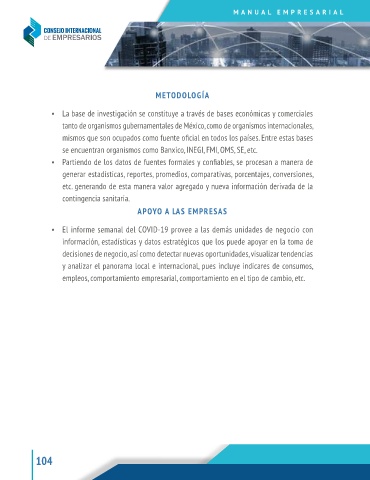 MANUAL EMPRESARIAL
CONSEJO INTERNACIONAL
DE EMPRESARIOS
METODOLOGÍA
• La base de investigación se constituye a través de bases económicas y comerciales
tanto de organismos gubernamentales de México, como de organismos internacionales,
mismos que son ocupados como fuente oficial en todos los países. Entre estas bases
se encuentran organismos como Banxico, INEGI, FMI, OMS, SE, etc.
• Partiendo de los datos de fuentes formales y confiables, se procesan a manera de
generar estadísticas, reportes, promedios, comparativas, porcentajes, conversiones,
etc. generando de esta manera valor agregado y nueva información derivada de la
contingencia sanitaria.
APOYO A LAS EMPRESAS
• El informe semanal del COVID-19 provee a las demás unidades de negocio con
información, estadísticas y datos estratégicos que los puede apoyar en la toma de
decisiones de negocio, así como detectar nuevas oportunidades, visualizar tendencias
y analizar el panorama local e internacional, pues incluye indicares de consumos,
empleos, comportamiento empresarial, comportamiento en el tipo de cambio, etc.
104